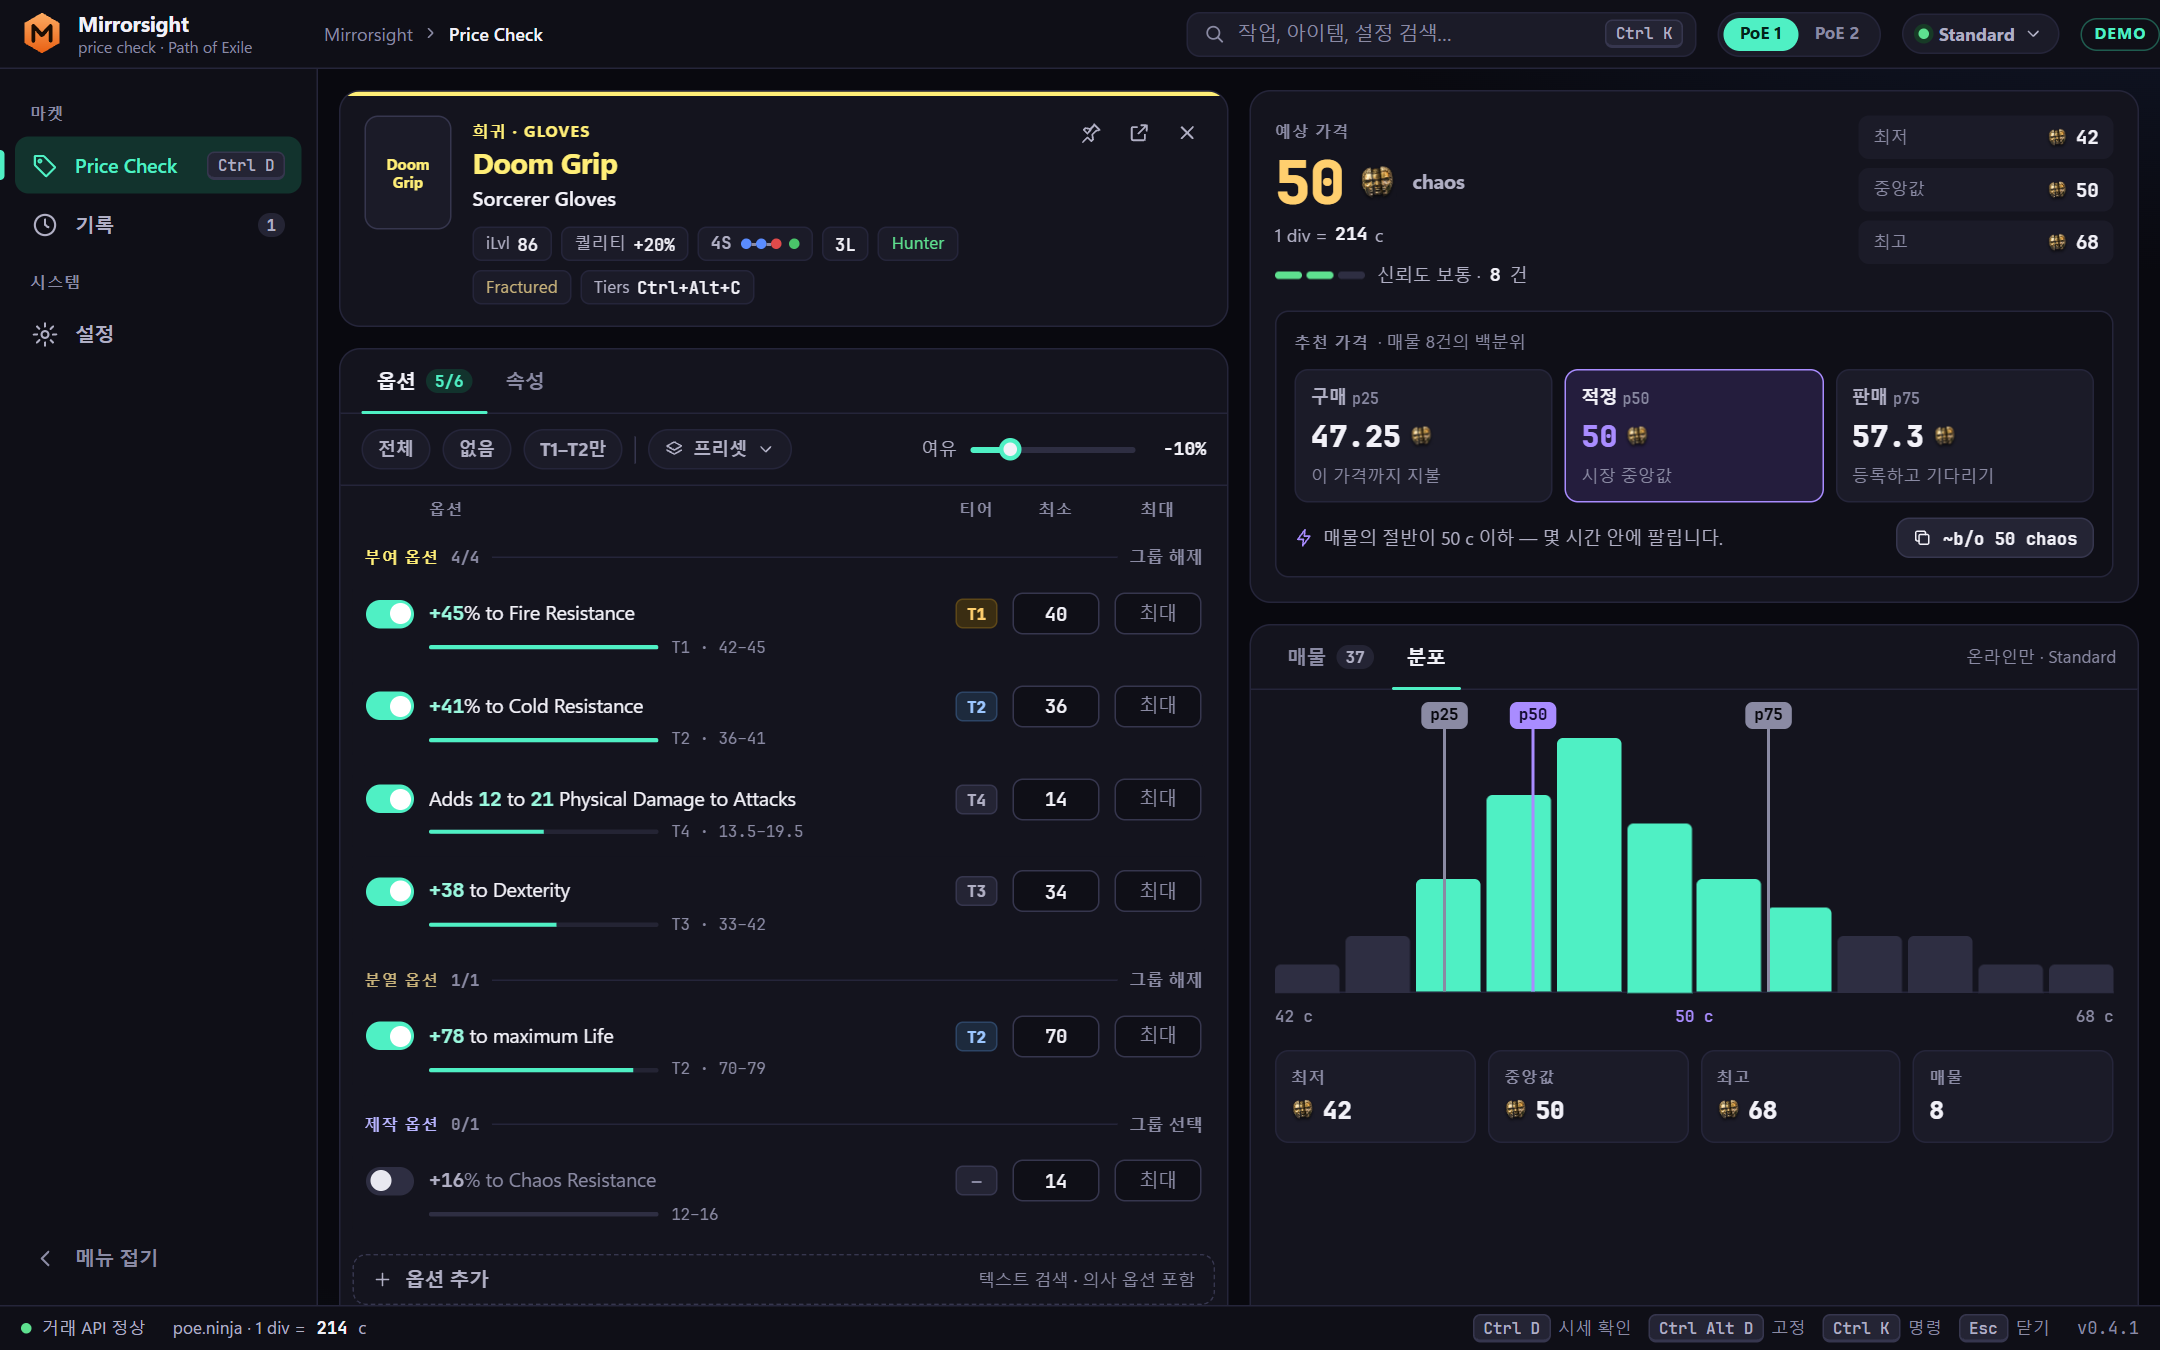 Mirrorsight
price check · Path of Exile
Mirrorsight > Price Check
작업, 아이템, 설정 검색...
Ctrl K
PoE 1
PoE 2
Standard
DEMO
마켓
Price Check
Ctrl D
기록
1
시스템
설정
메뉴 접기
Doom
Grip
희귀 · GLOVES
Doom Grip
Sorcerer Gloves
iLvl 86
퀄리티 +20%
4S
3L
Hunter
Fractured
Tiers Ctrl+Alt+C
옵션 5/6
속성
전체
없음
T1–T2만
프리셋
여유
-10%
옵션
티어
최소
최대
부여 옵션 4/4
그룹 해제
+45% to Fire Resistance
T1
40
최대
T1 · 42–45
+41% to Cold Resistance
T2
36
최대
T2 · 36–41
Adds 12 to 21 Physical Damage to Attacks
T4
14
최대
T4 · 13.5–19.5
+38 to Dexterity
T3
34
최대
T3 · 33–42
분열 옵션 1/1
그룹 해제
+78 to maximum Life
T2
70
최대
T2 · 70–79
제작 옵션 0/1
그룹 선택
+16% to Chaos Resistance
–
14
최대
12–16
+ 옵션 추가
텍스트 검색 · 의사 옵션 포함
예상 가격
50 chaos
1 div = 214 c
신뢰도 보통 · 8 건
최저 42
중앙값 50
최고 68
추천 가격 · 매물 8건의 백분위
구매 p25
47.25
이 가격까지 지불
적정 p50
50
시장 중앙값
판매 p75
57.3
등록하고 기다리기
매물의 절반이 50 c 이하 — 몇 시간 안에 팔립니다.
~b/o 50 chaos
매물 37
분포
온라인만 · Standard
p25
p50
p75
42 c
50 c
68 c
최저
42
중앙값
50
최고
68
매물
8
거래 API 정상
poe.ninja · 1 div = 214 c
Ctrl D 시세 확인
Ctrl Alt D 고정
Ctrl K 명령
Esc 닫기
v0.4.1